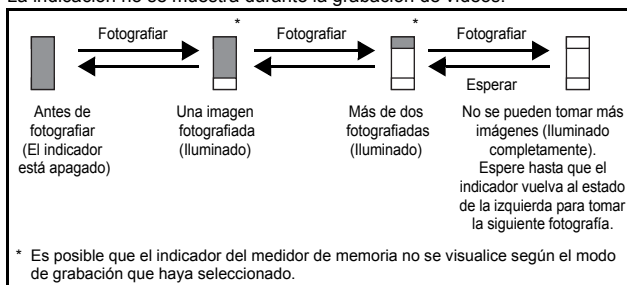 La indicación no se muestra durante la grabación de vídeos.
* *
Fotografiar Fotografiar Fotografiar
Esperar
Antes de
fotografiar
(El indicador
está apagado)
Una imagen
fotografiada
(Iluminado)
Más de dos
fotografiadas
(Iluminado)
No se pueden tomar más
imágenes (Iluminado
completamente).
Espere hasta que el
indicador vuelva al estado
de la izquierda para tomar
la siguiente fotografía.
* Es posible que el indicador del medidor de memoria no se visualice según el modo
de grabación que haya seleccionado.